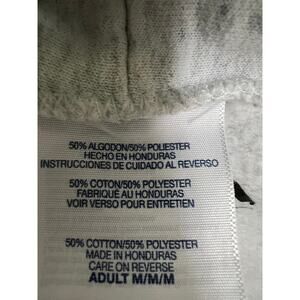 50% ALGODON/50% POLIESTER
HECHO EN HONDURAS
INSTRUCCIONES DE CUIDADO AL REVERSO
50% COTON/50% POLYESTER
FABRIQUÉ AU HONDURAS
VOIR VERSO POUR ENTRETIEN
50% COTTON/50% POLYESTER
MADE IN HONDURAS
CARE ON REVERSE
ADULT M/M/M